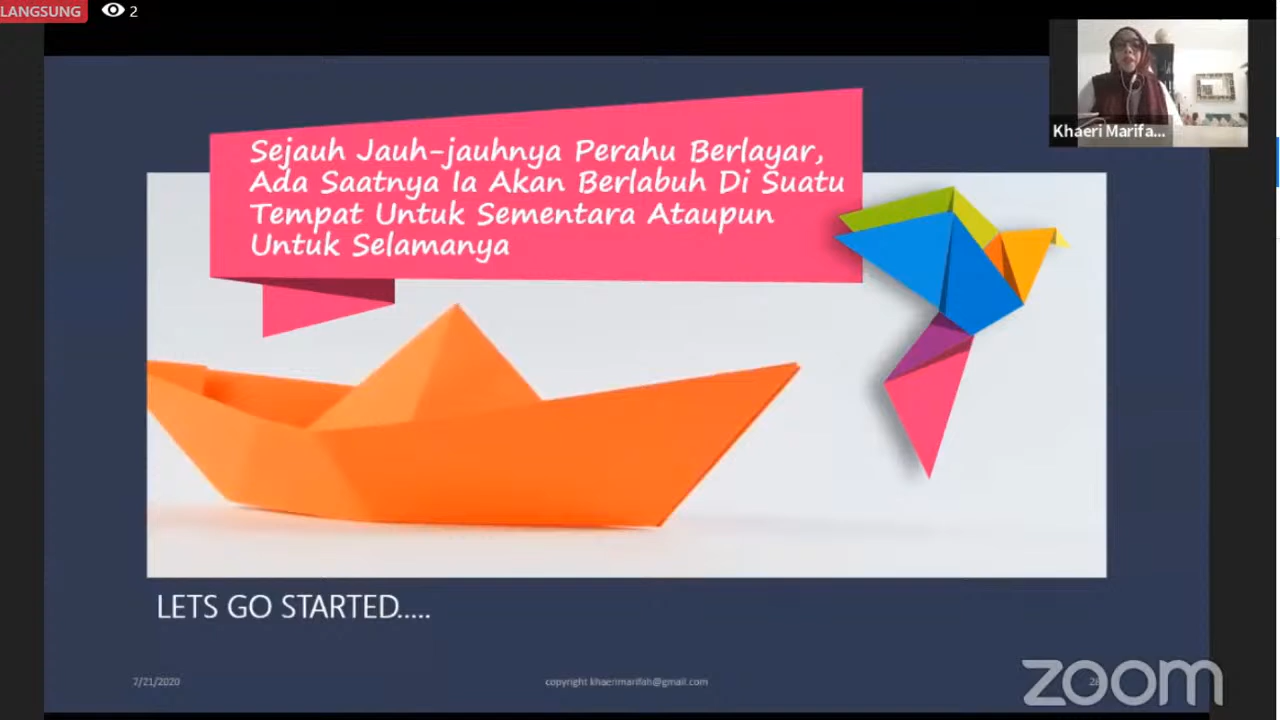 LANGSUNG
2
Khaeri Marifa...
Sejauh Jauh-jauhnya Perahu Berlayar,
Ada Saatnya Ia Akan Berlabuh Di Suatu
Tempat Untuk Sementara Ataupun
Untuk Selamanya
LETS GO STARTED.....
7/21/2020
copyright khaerimarifah@gmail.com
zoom